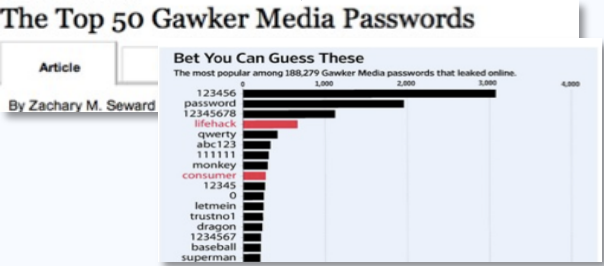 The Top 50 Gawker Media Passwords
Article
By Zachary M. Seward
Bet You Can Guess These
The most popular among 188,279 Gawker Media passwords that leaked online.
0 1,000 2,000 3,000 4,000
123456
password
12345678
lifehack
qwerty
abc123
111111
monkey
consumer
12345
0
letmein
trustno1
dragon
1234567
baseball
superman